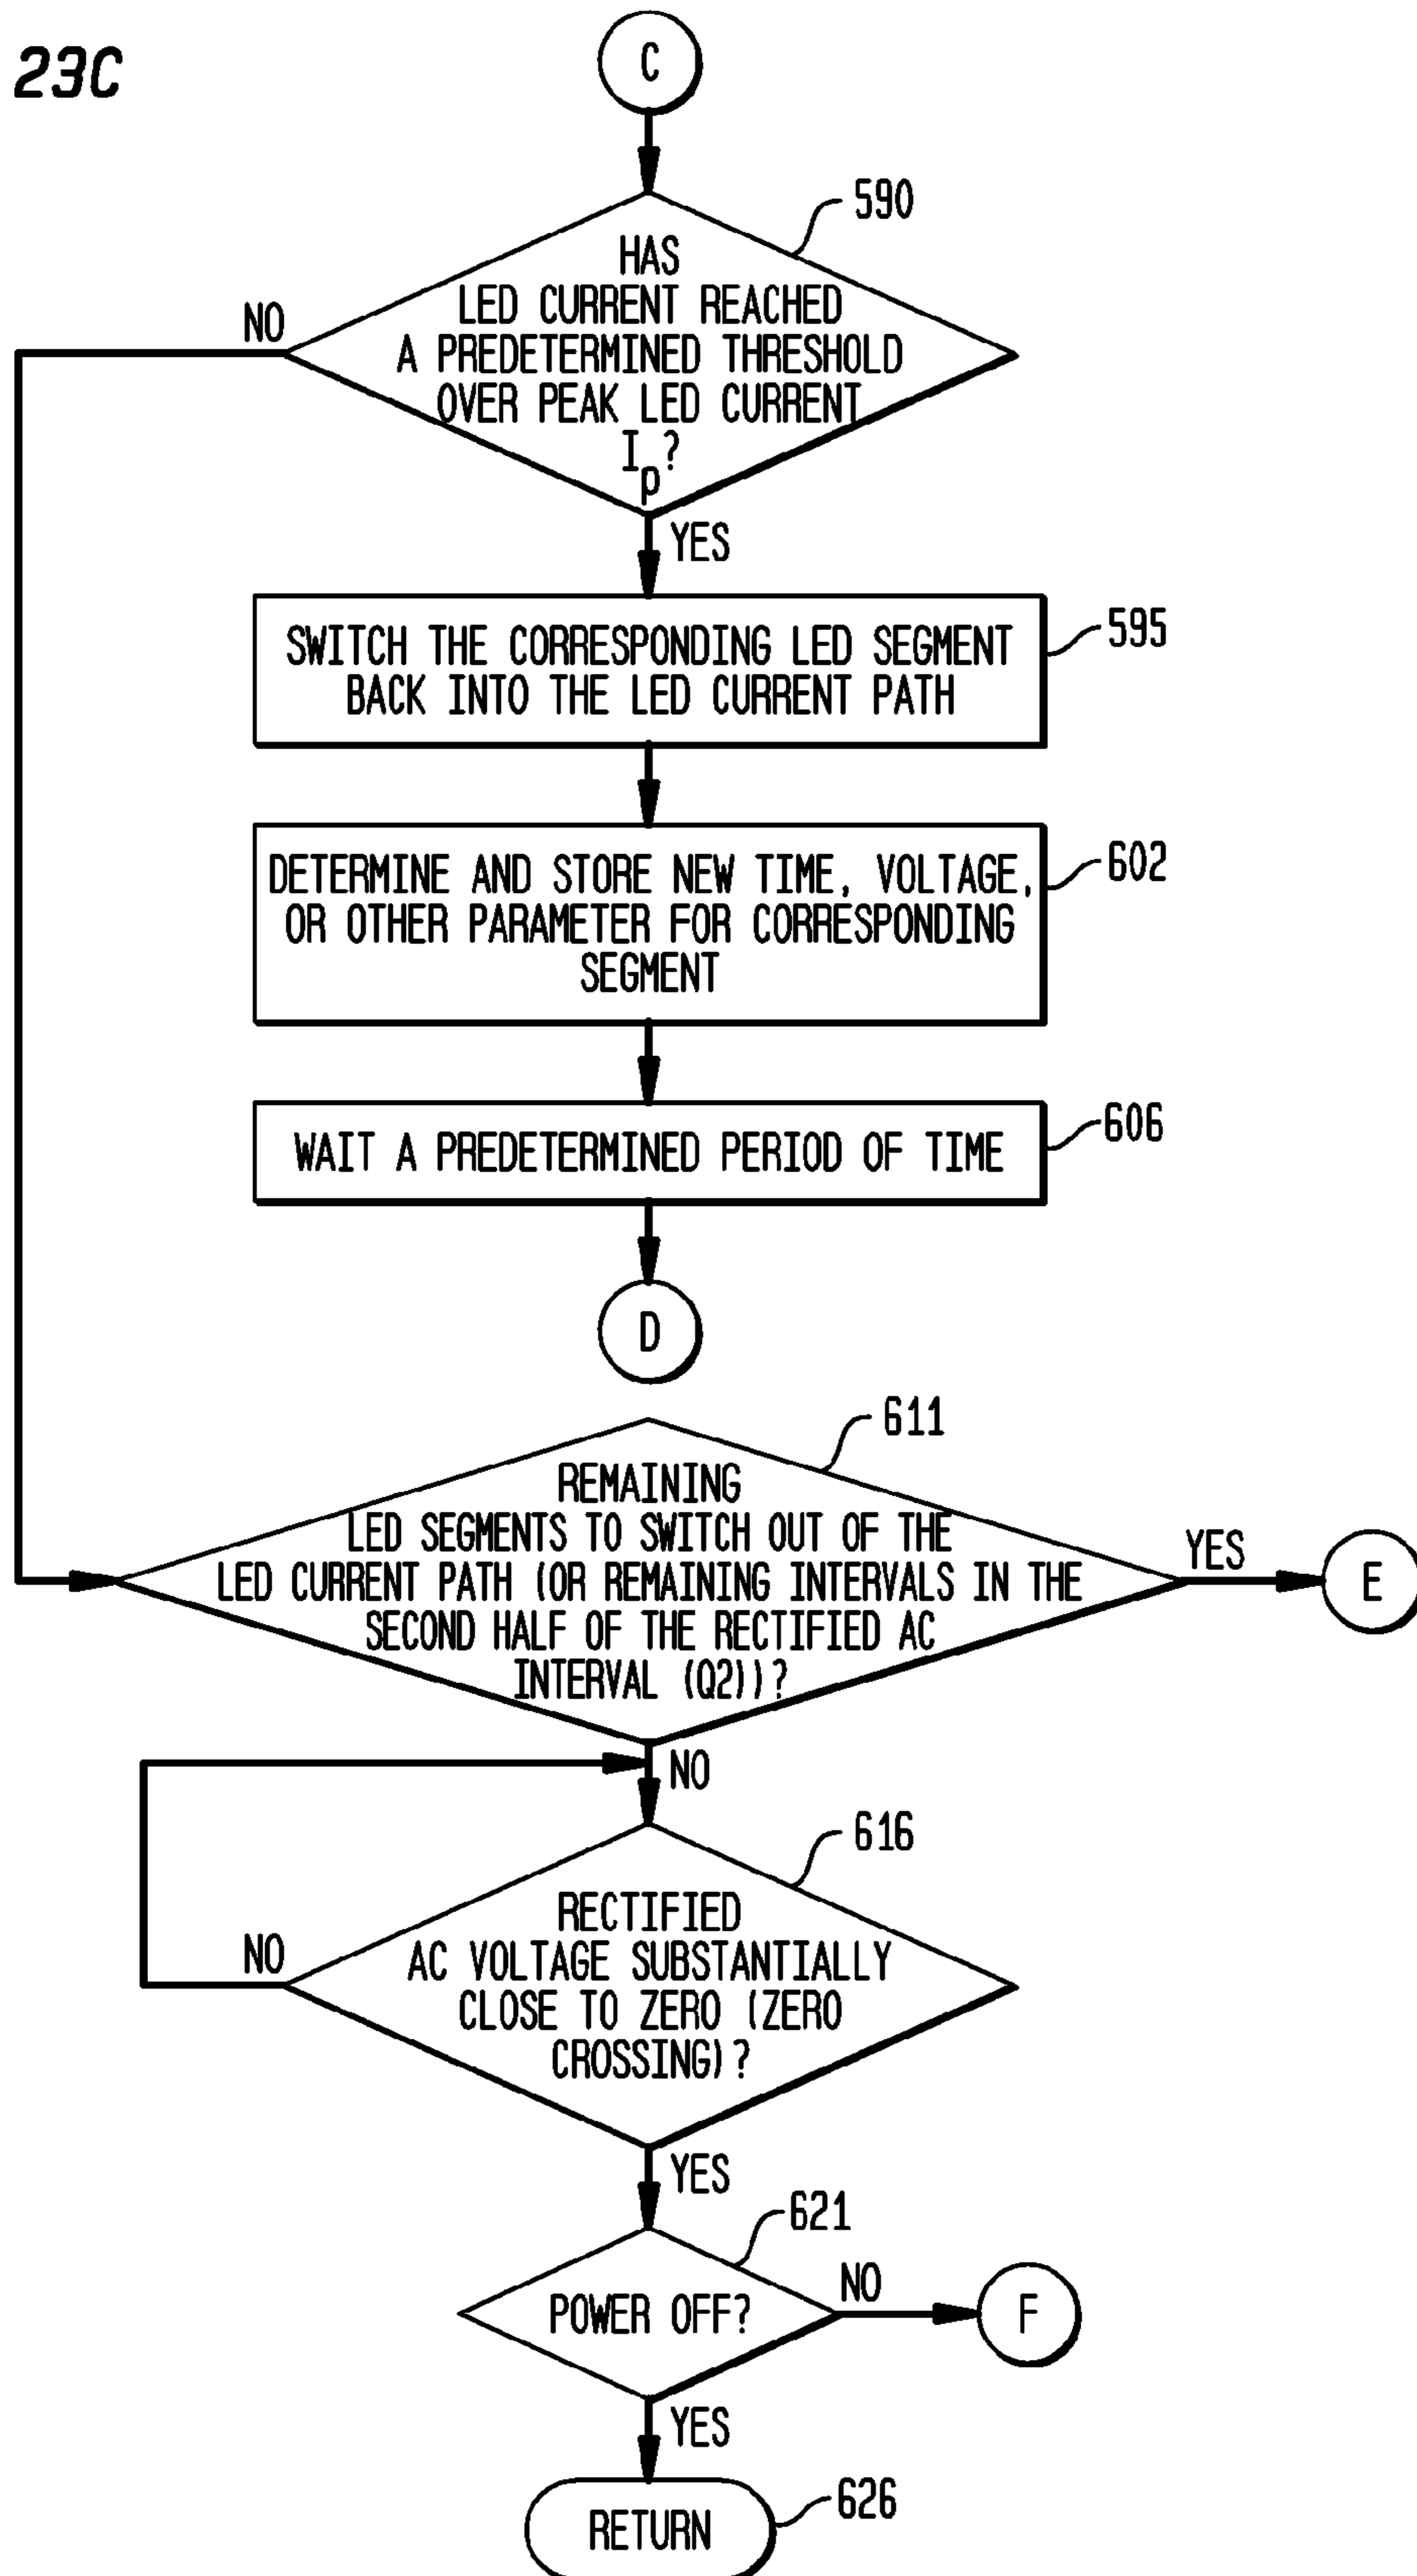 23C
C
590
HAS
LED CURRENT REACHED
A PREDETERMINED THRESHOLD
OVER PEAK LED CURRENT
Ip?
NO
YES
SWITCH THE CORRESPONDING LED SEGMENT
BACK INTO THE LED CURRENT PATH
595
DETERMINE AND STORE NEW TIME, VOLTAGE,
OR OTHER PARAMETER FOR CORRESPONDING
SEGMENT
602
WAIT A PREDETERMINED PERIOD OF TIME
606
D
611
REMAINING
LED SEGMENTS TO SWITCH OUT OF THE
LED CURRENT PATH (OR REMAINING INTERVALS IN THE
SECOND HALF OF THE RECTIFIED AC
INTERVAL (Q2))?
YES
E
NO
616
RECTIFIED
AC VOLTAGE SUBSTANTIALLY
CLOSE TO ZERO (ZERO
CROSSING)?
NO
YES
621
POWER OFF?
NO
F
YES
RETURN
626